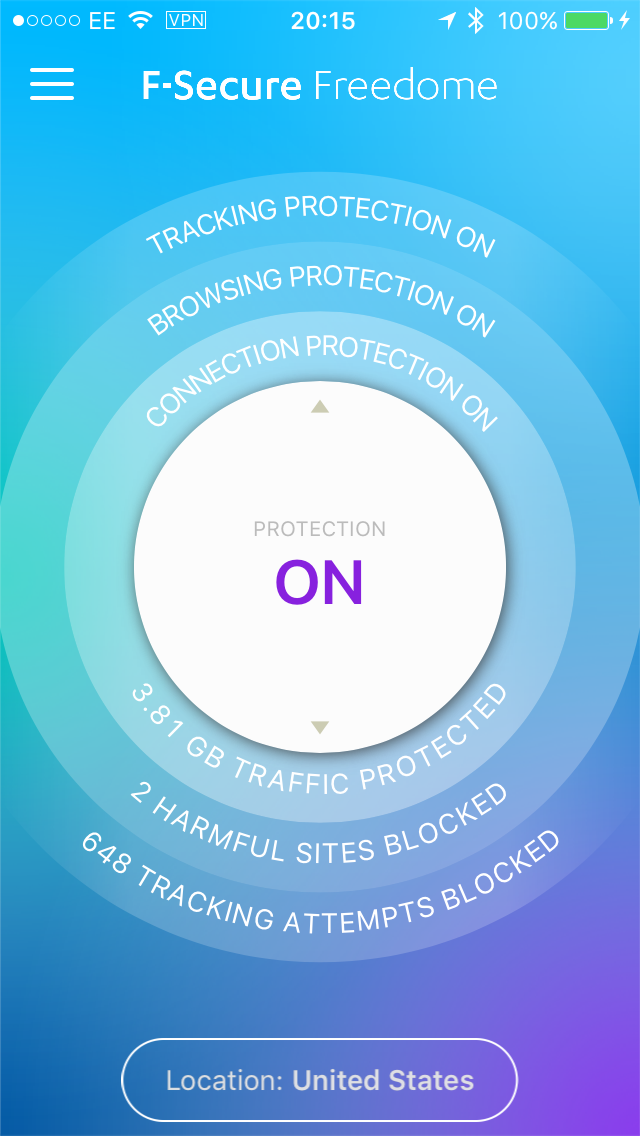 EE VPN 20:15 100%
F-Secure Freedome
TRACKING PROTECTION ON
BROWSING PROTECTION ON
CONNECTION PROTECTION ON
PROTECTION
ON
3.81 GB TRAFFIC PROTECTED
2 HARMFUL SITES BLOCKED
648 TRACKING ATTEMPTS BLOCKED
Location: United States